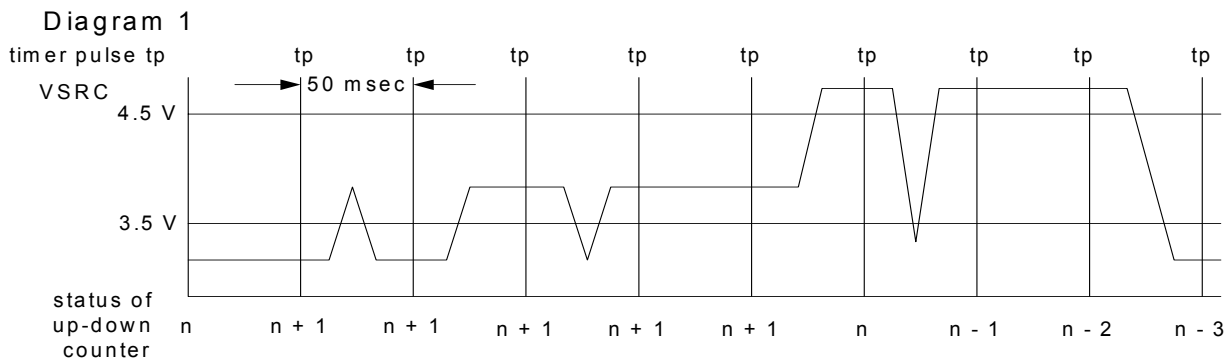 Diagram 1
timer pulse tp tp tp tp tp tp tp tp tp tp
50 msec
VSRC
4.5 V
3.5 V
status of
up-down n n + 1 n + 1 n + 1 n + 1 n + 1 n n - 1 n - 2 n - 3
counter